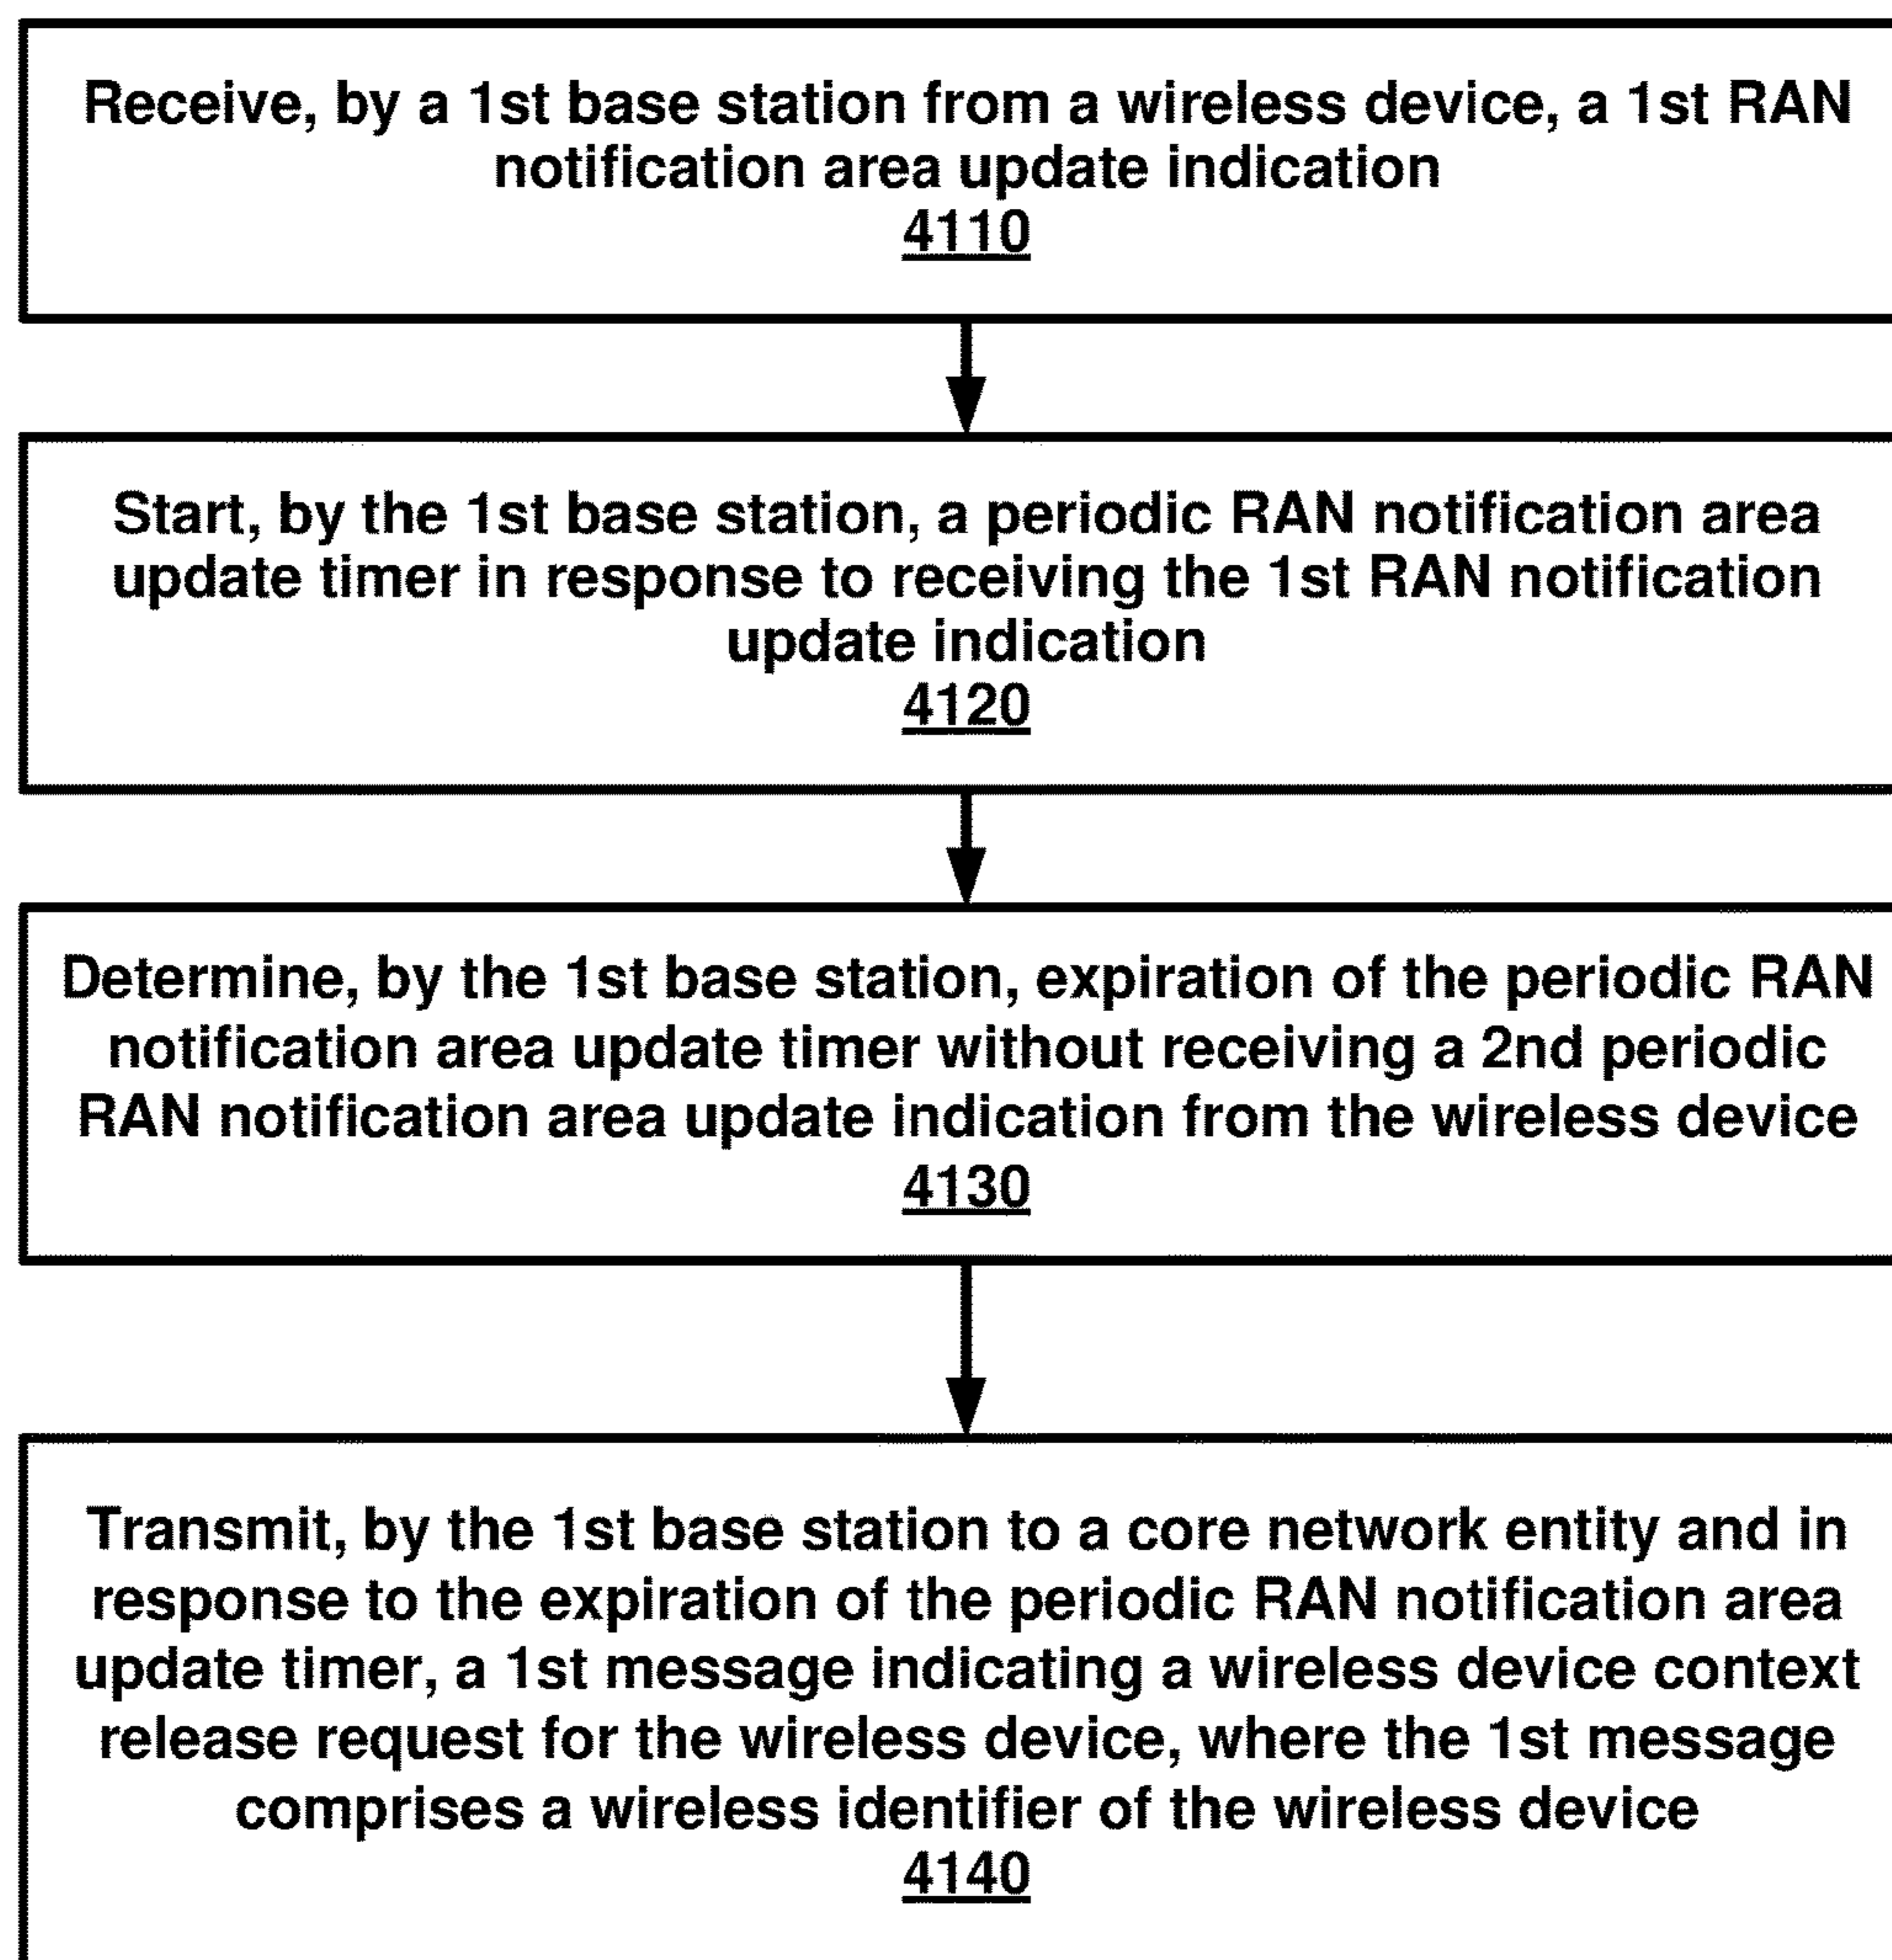 Receive, by a 1st base station from a wireless device, a 1st RAN
notification area update indication
4110
Start, by the 1st base station, a periodic RAN notification area
update timer in response to receiving the 1st RAN notification
update indication
4120
Determine, by the 1st base station, expiration of the periodic RAN
notification area update timer without receiving a 2nd periodic
RAN notification area update indication from the wireless device
4130
Transmit, by the 1st base station to a core network entity and in
response to the expiration of the periodic RAN notification area
update timer, a 1st message indicating a wireless device context
release request for the wireless device, where the 1st message
comprises a wireless identifier of the wireless device
4140